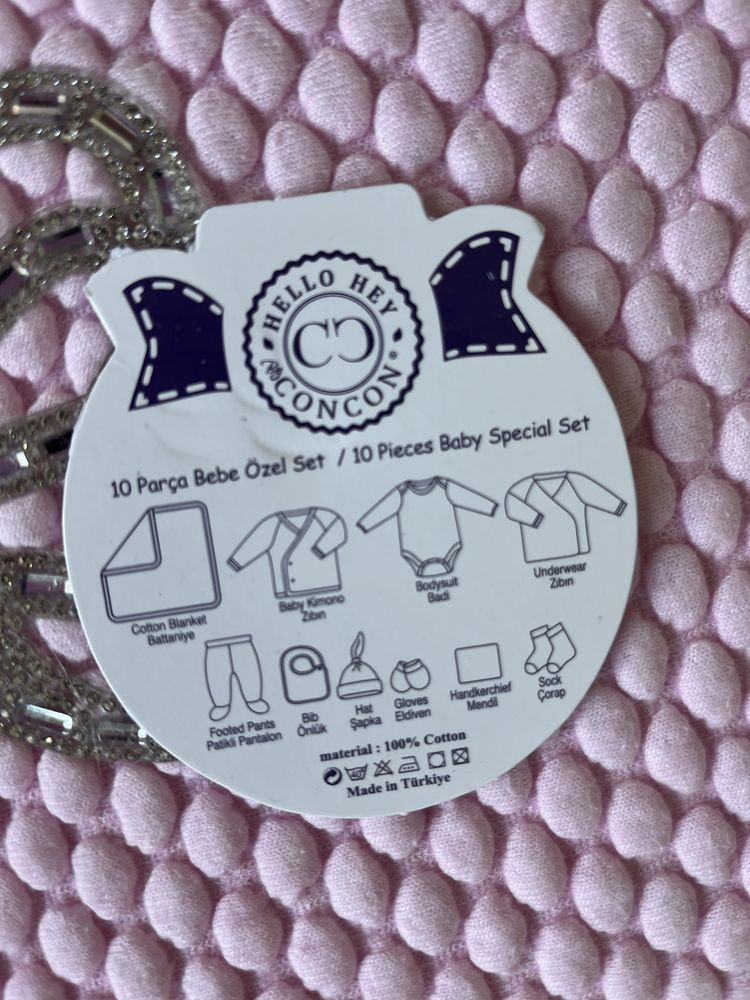 HELLO HEY
CC
by CONCON®
10 Parça Bebe Özel Set / 10 Pieces Baby Special Set
Cotton Blanket
Battaniye
Baby Kimono
Zıbın
Bodysuit
Badi
Underwear
Zıbın
Footed Pants
Patikli Pantalon
Bib
Önlük
Hat
Şapka
Gloves
Eldiven
Handkerchief
Mendil
Sock
Çorap
material : 100% Cotton
40°
Made in Türkiye